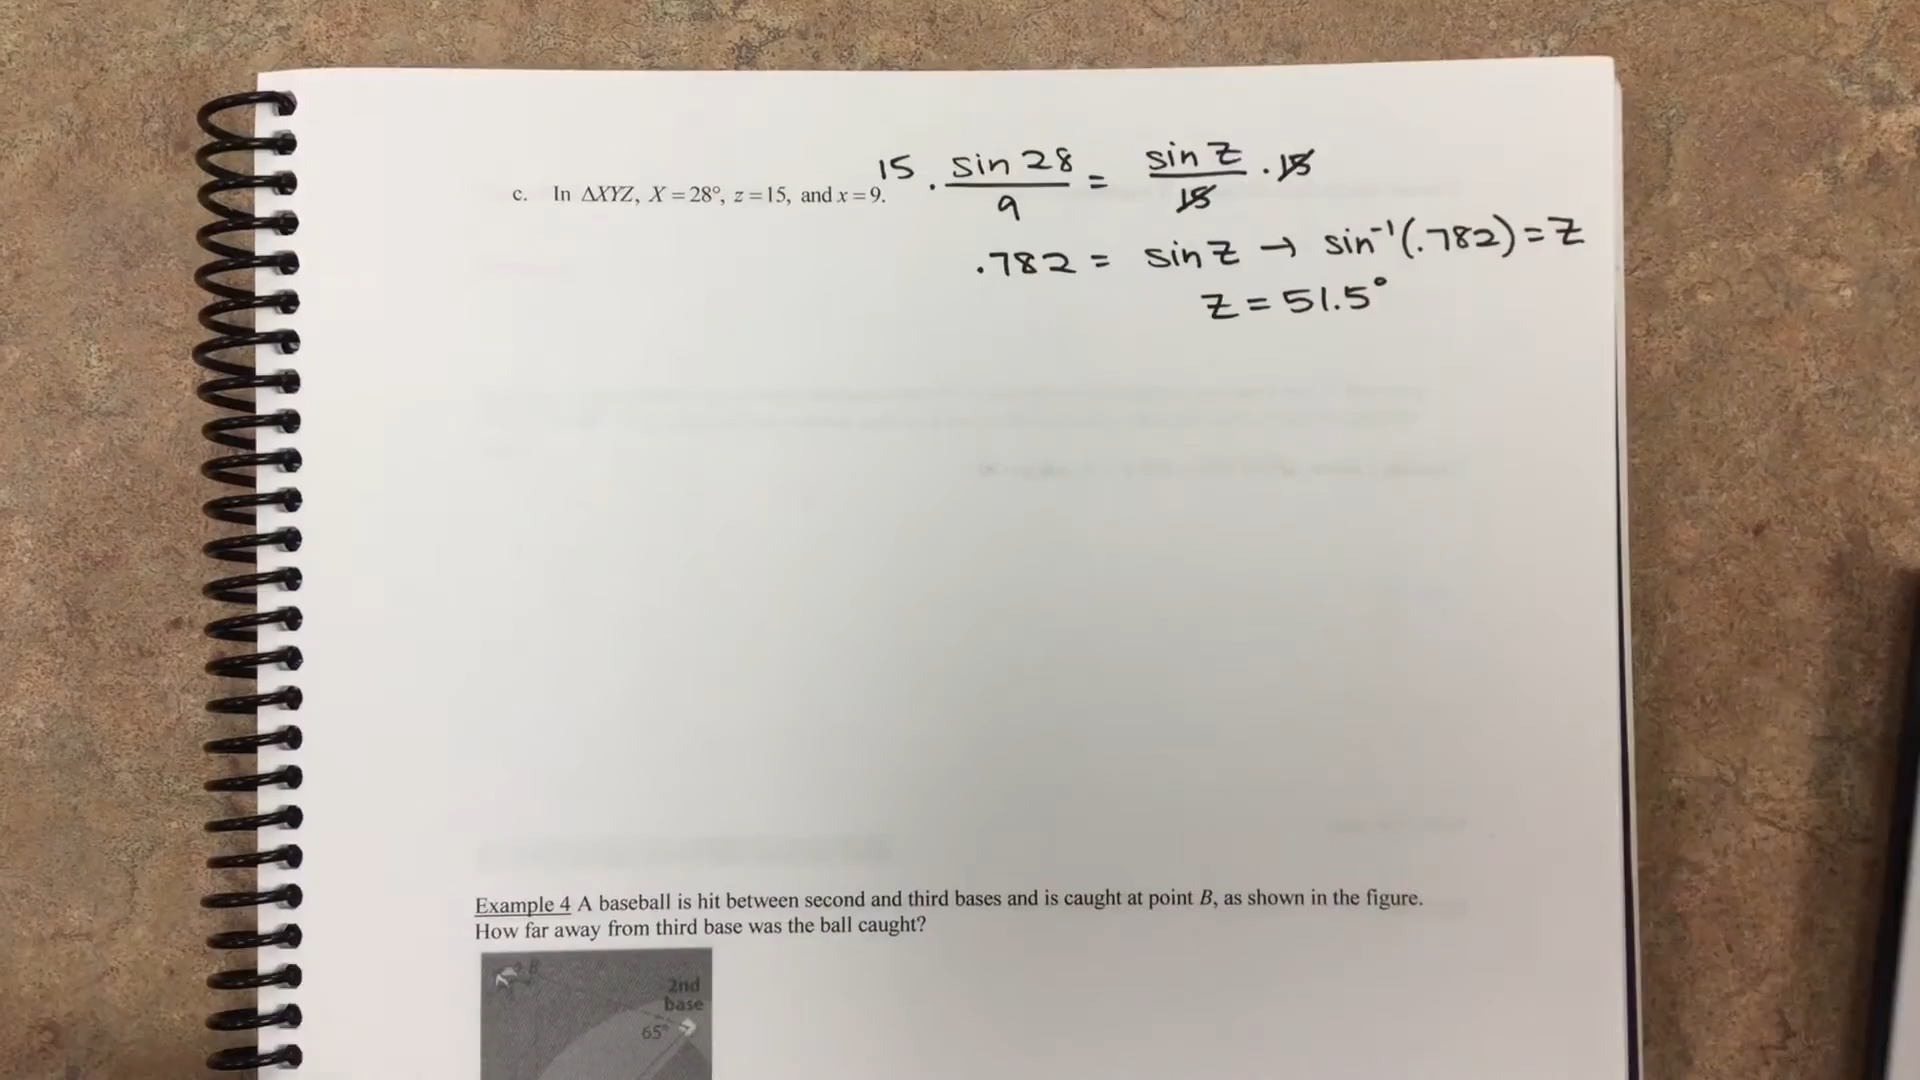 15 · sin 28 / 9 = sin Z / 15 · 15
c. In ΔXYZ, X = 28°, z = 15, and x = 9.
.782 = sin Z → sin⁻¹(.782) = Z
Z = 51.5°
Example 4 A baseball is hit between second and third bases and is caught at point B, as shown in the figure.
How far away from third base was the ball caught?
B
2nd
base
65°